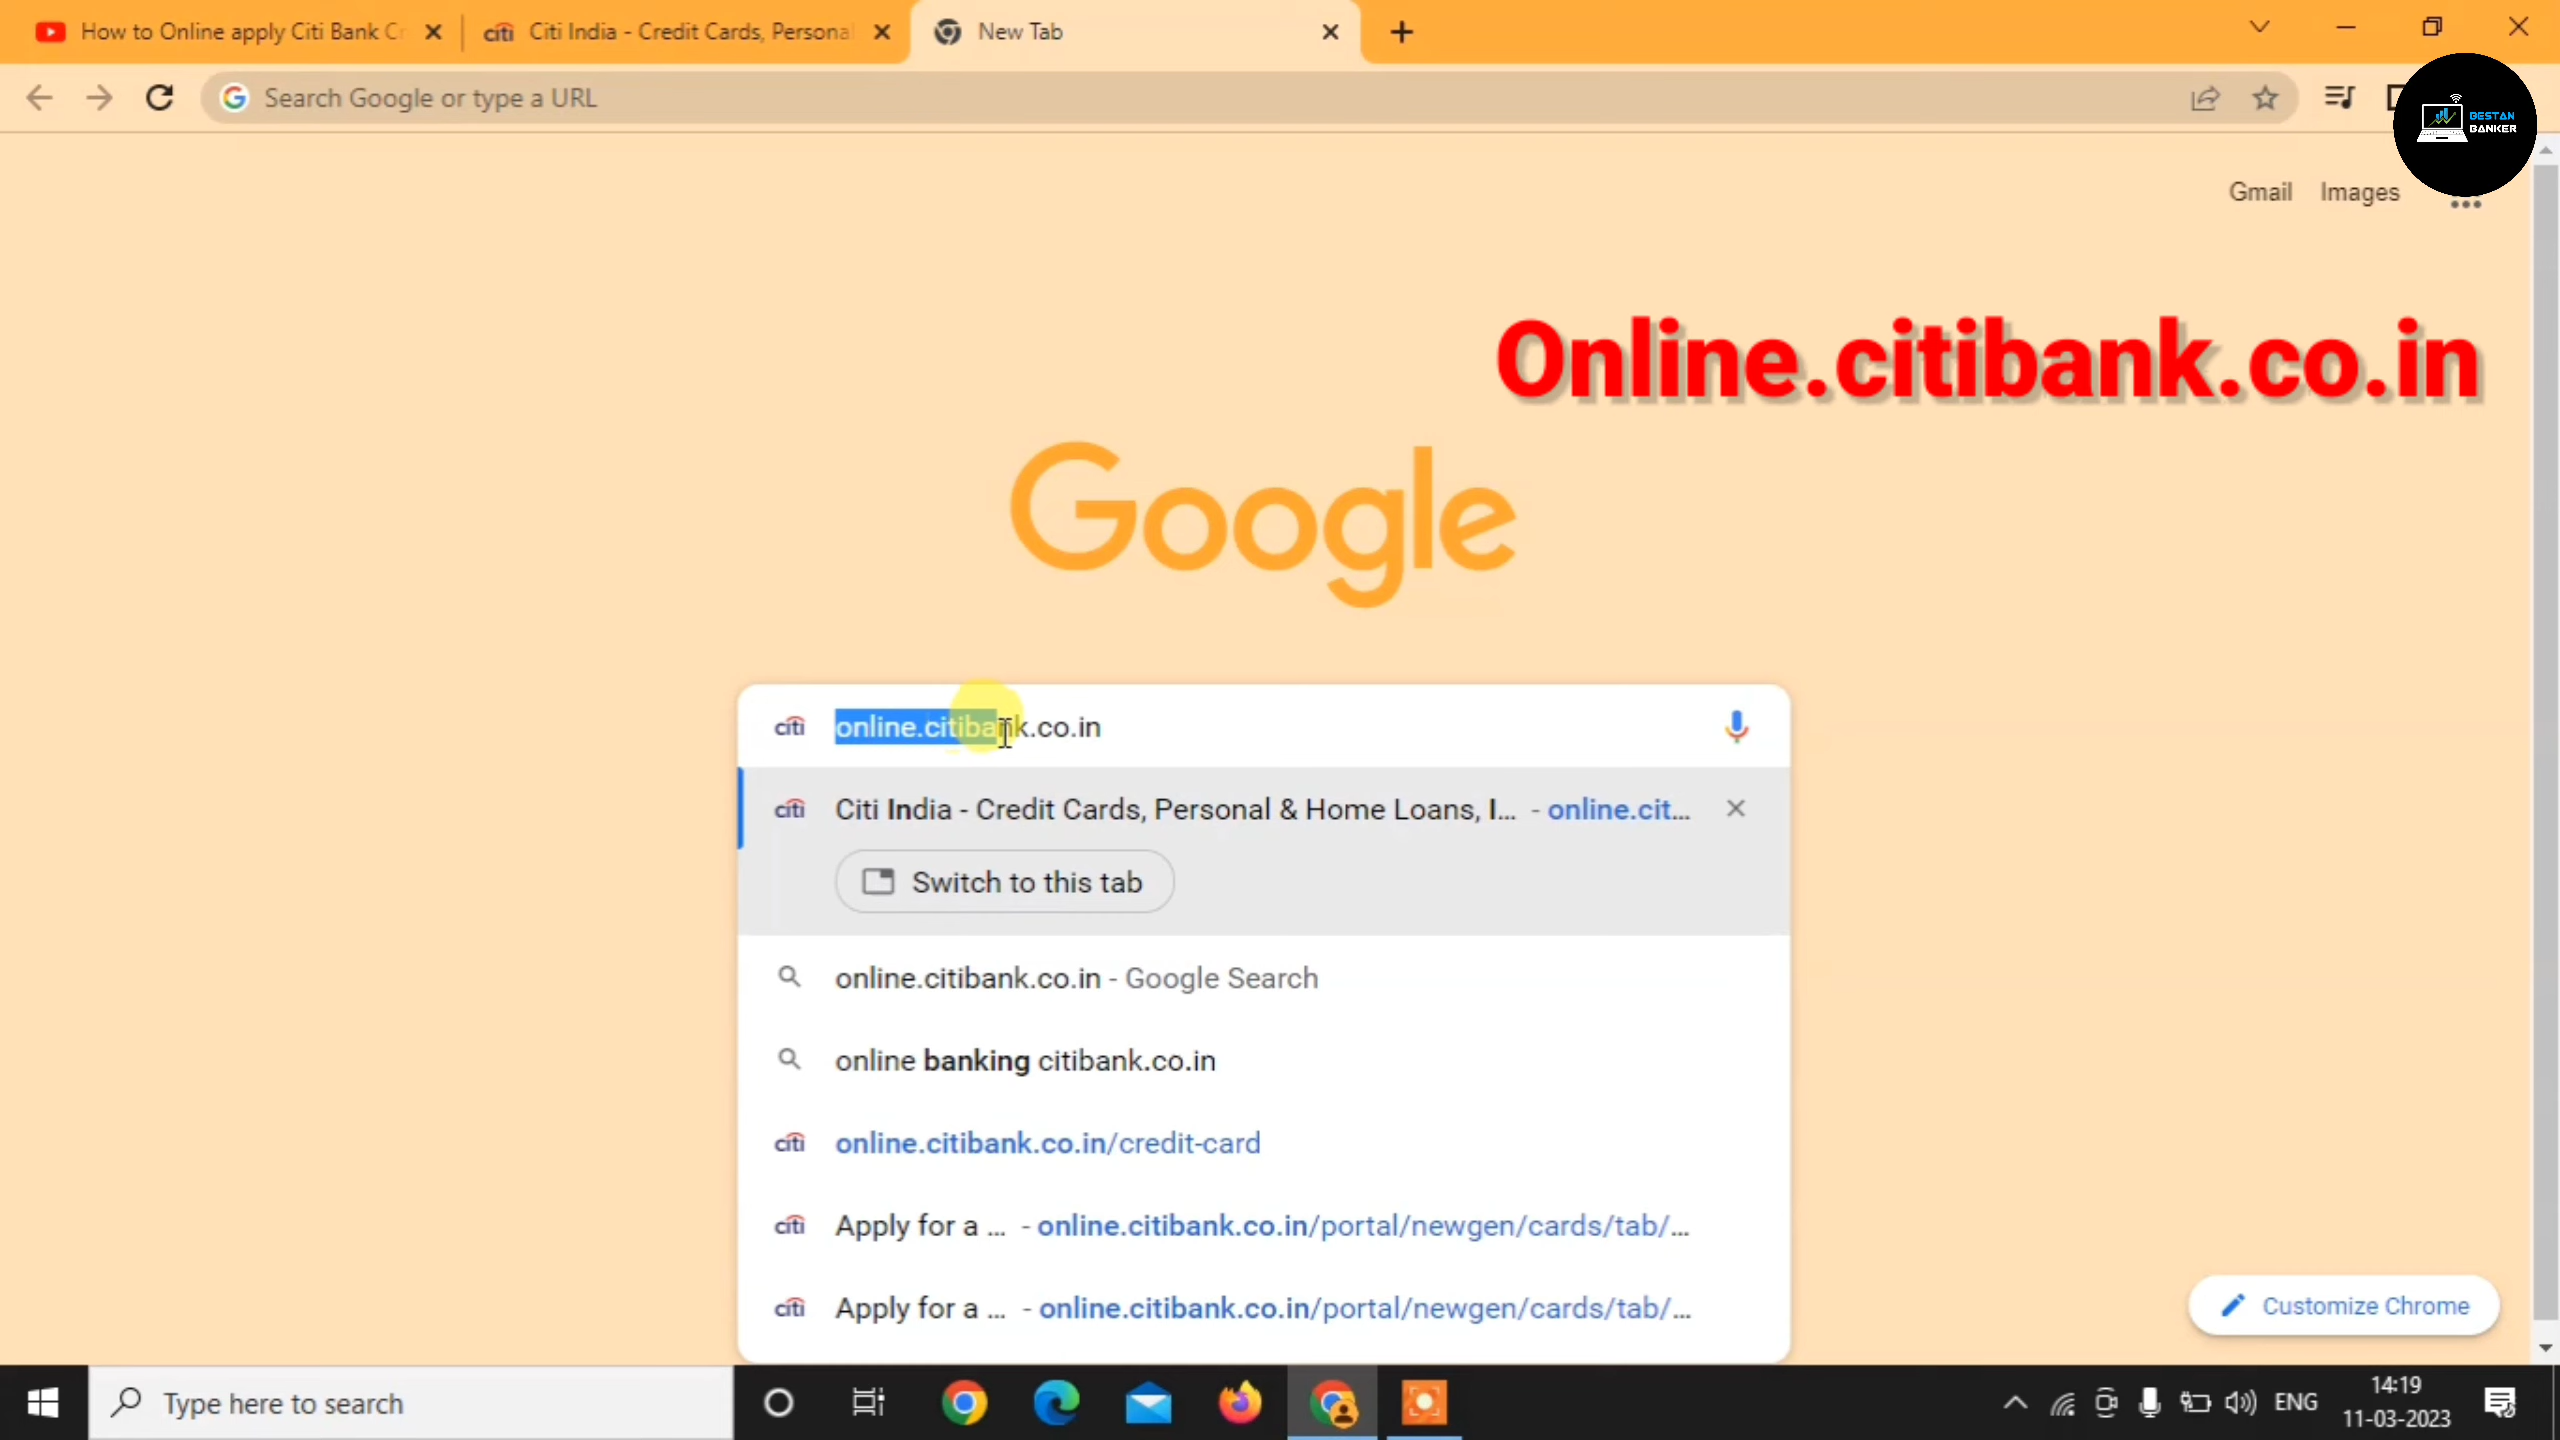 How to Online apply Citi Bank C
citi Citi India - Credit Cards, Personal
New Tab
Search Google or type a URL
BESTAN
BANKER
Gmail Images
Online.citibank.co.in
Google
citi online.citibank.co.in
citi Citi India - Credit Cards, Personal & Home Loans, I... - online.cit...
Switch to this tab
online.citibank.co.in - Google Search
online banking citibank.co.in
citi online.citibank.co.in/credit-card
citi Apply for a ... - online.citibank.co.in/portal/newgen/cards/tab/...
citi Apply for a ... - online.citibank.co.in/portal/newgen/cards/tab/...
Customize Chrome
Type here to search
ENG
14:19
11-03-2023